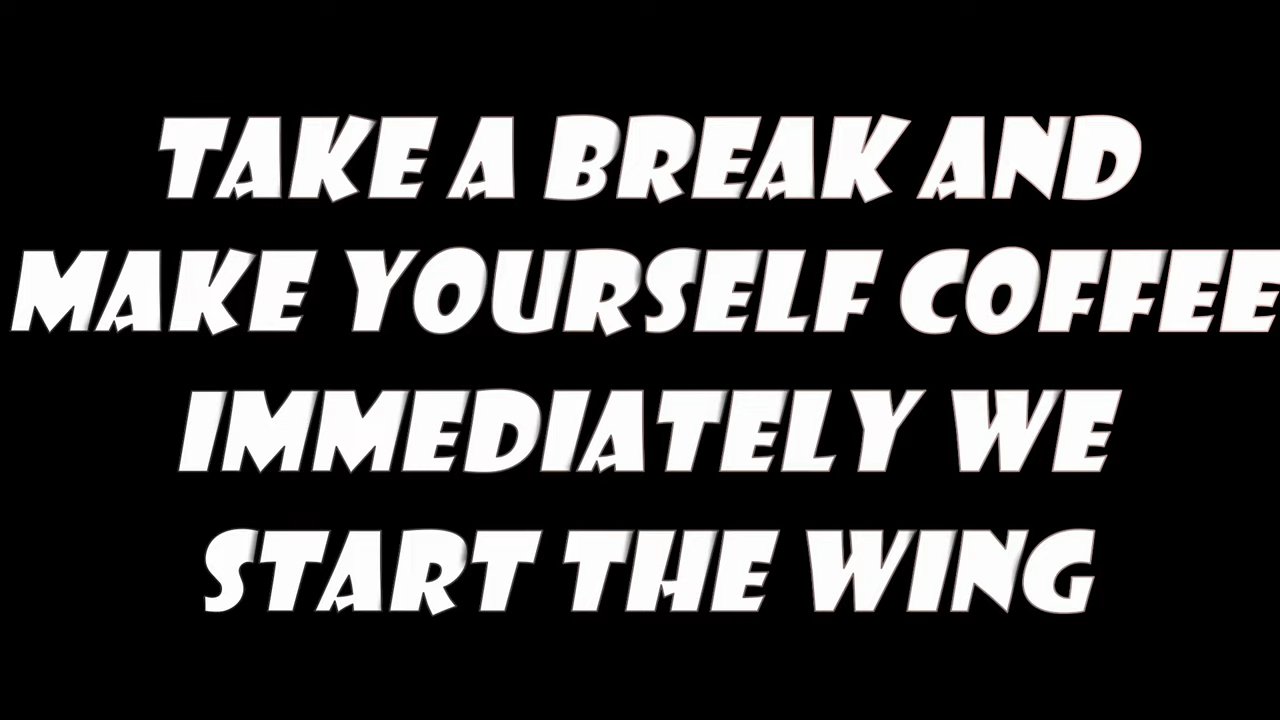 TAKE A BREAK AND
MAKE YOURSELF COFFEE
IMMEDIATELY WE
START THE WING